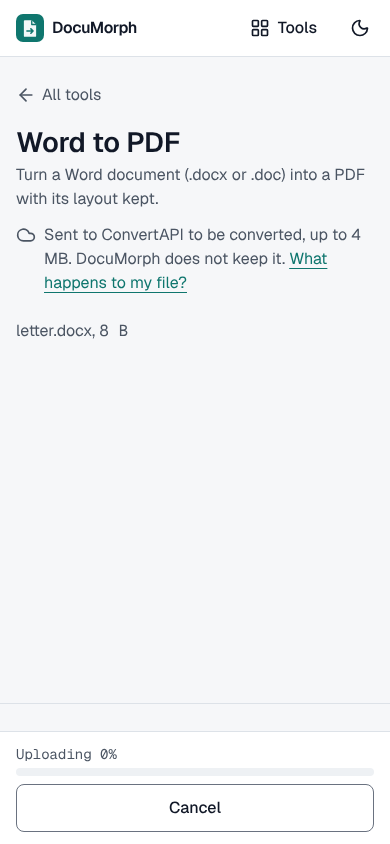 DocuMorph
Tools
All tools
Word to PDF
Turn a Word document (.docx or .doc) into a PDF
with its layout kept.
Sent to ConvertAPI to be converted, up to 4
MB. DocuMorph does not keep it. What
happens to my file?
letter.docx, 8 B
Uploading 0%
Cancel